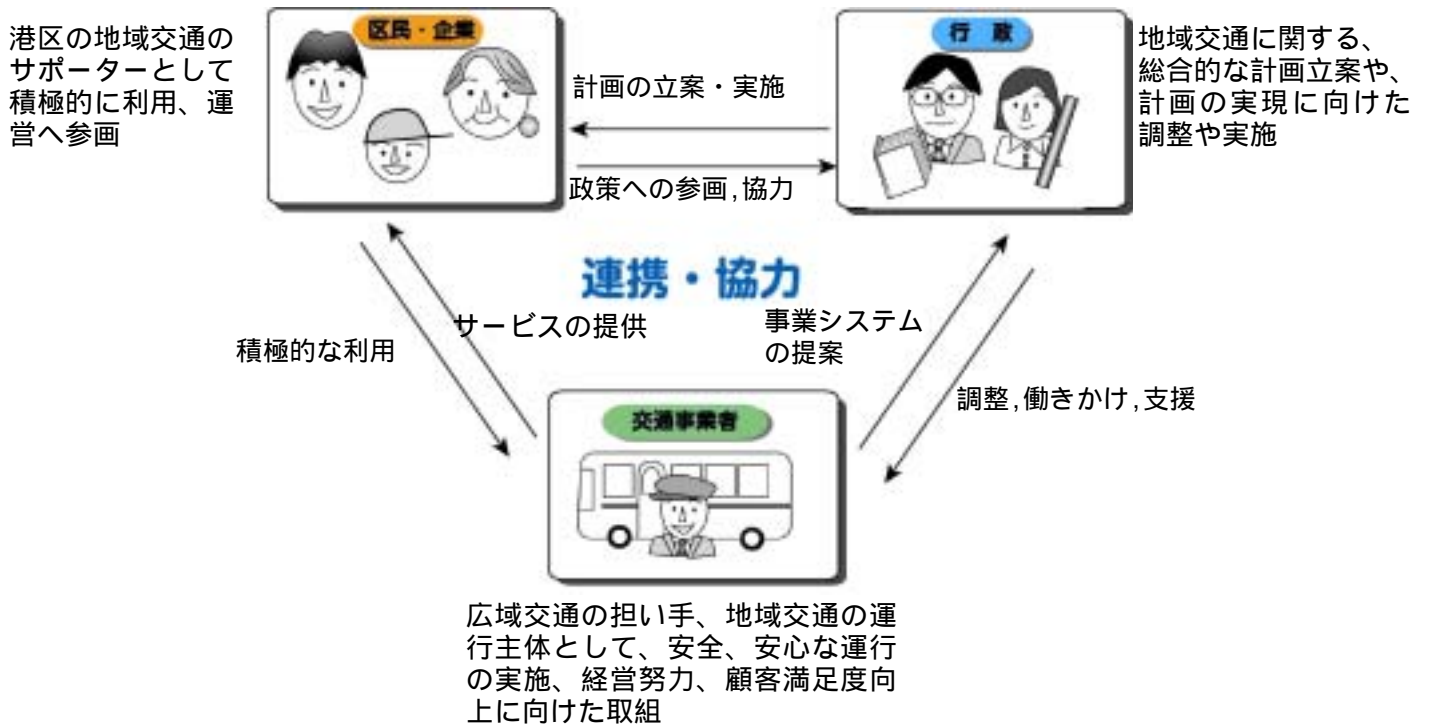 区民・企業
港区の地域交通の
サポーターとして
積極的に利用、運
営へ参画
行政
地域交通に関する、
総合的な計画立案や、
計画の実現に向けた
調整や実施
計画の立案・実施
政策への参画,協力
連携・協力
サービスの提供
積極的な利用
事業システム
の提案
調整,働きかけ,支援
交通事業者
広域交通の担い手、地域交通の運
行主体として、安全、安心な運行
の実施、経営努力、顧客満足度向
上に向けた取組